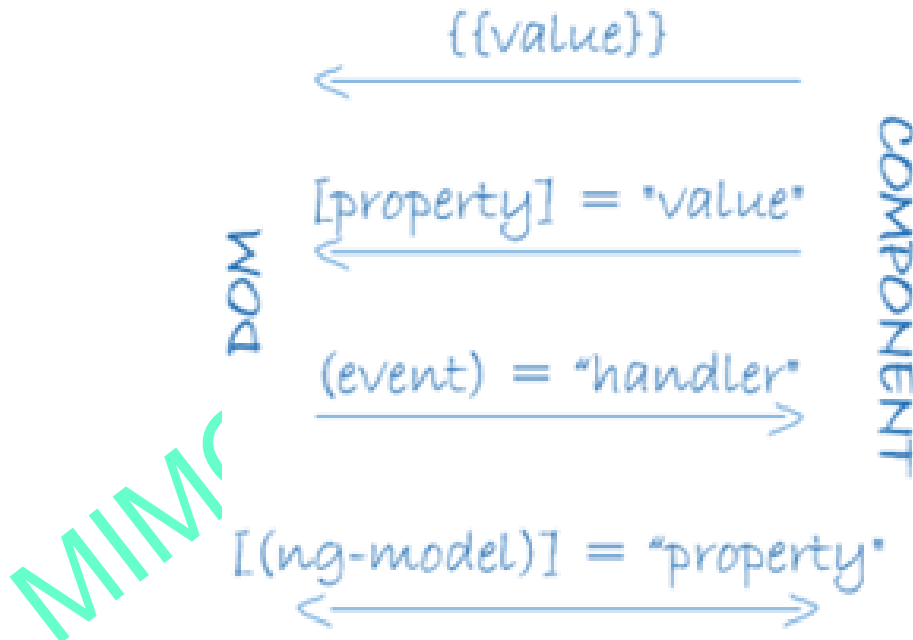 {{value}}
[property] = "value"
DOM
COMPONENT
(event) = "handler"
[(ng-model)] = "property"